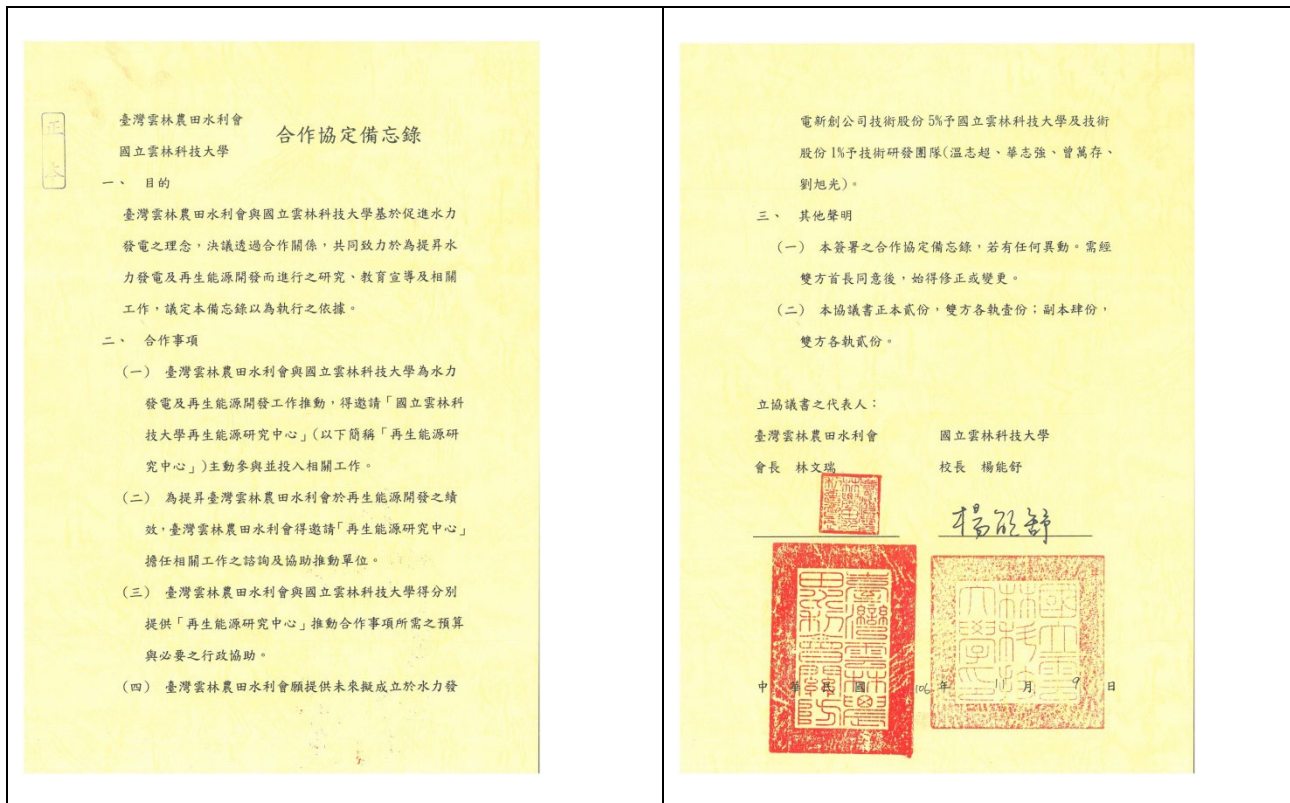 正本
臺灣雲林農田水利會
國立雲林科技大學
合作協定備忘錄
一、 目的
臺灣雲林農田水利會與國立雲林科技大學基於促進水力
發電之理念，決議透過合作關係，共同致力於為提昇水
力發電及再生能源開發而進行之研究、教育宣導及相關
工作，議定本備忘錄以為執行之依據。
二、 合作事項
(一) 臺灣雲林農田水利會與國立雲林科技大學為水力
發電及再生能源開發工作推動，得邀請「國立雲林科
技大學再生能源研究中心」(以下簡稱「再生能源研
究中心」)主動參與並投入相關工作。
(二) 為提昇臺灣雲林農田水利會於再生能源開發之績
效，臺灣雲林農田水利會得邀請「再生能源研究中心」
擔任相關工作之諮詢及協助推動單位。
(三) 臺灣雲林農田水利會與國立雲林科技大學得分別
提供「再生能源研究中心」推動合作事項所需之預算
與必要之行政協助。
(四) 臺灣雲林農田水利會願提供未來擬成立於水力發
電新創公司技術股份 5%予國立雲林科技大學及技術
股份 1%予技術研發團隊(溫志超、華志強、曾萬存、
劉旭光)。
三、 其他聲明
(一) 本簽署之合作協定備忘錄，若有任何異動。需經
雙方首長同意後，始得修正或變更。
(二) 本協議書正本貳份，雙方各執壹份；副本肆份，
雙方各執貳份。
立協議書之代表人：
臺灣雲林農田水利會 國立雲林科技大學
會長 林文瑞 校長 楊能舒
楊能舒
臺灣雲林農田水利會關防
國立雲林科技大學印
中 華 民 國 106 年 11 月 9 日